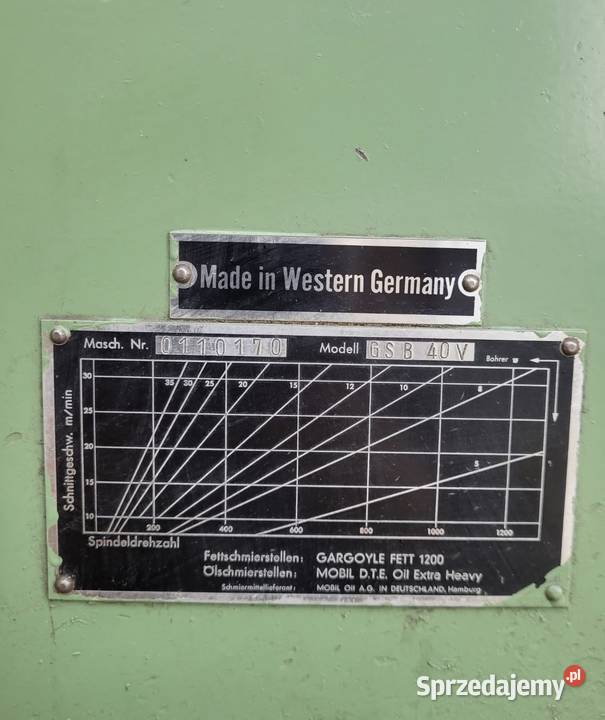 Made in Western Germany
Masch. Nr. 0110170 Modell GSB 40V
Bohrer
35 30 25 20 15 12 10 8
5
Schnittgeschw. m/min
30
25
20
15
10
200 400 600 800 1000 1200
Spindeldrehzahl
Fettschmierstellen: GARGOYLE FETT 1200
Ölschmierstellen: MOBIL D.T.E. Oil Extra Heavy
Schmiermittellieferant: MOBIL OIL A.G. IN DEUTSCHLAND, Hamburg
Sprzedajemy.pl